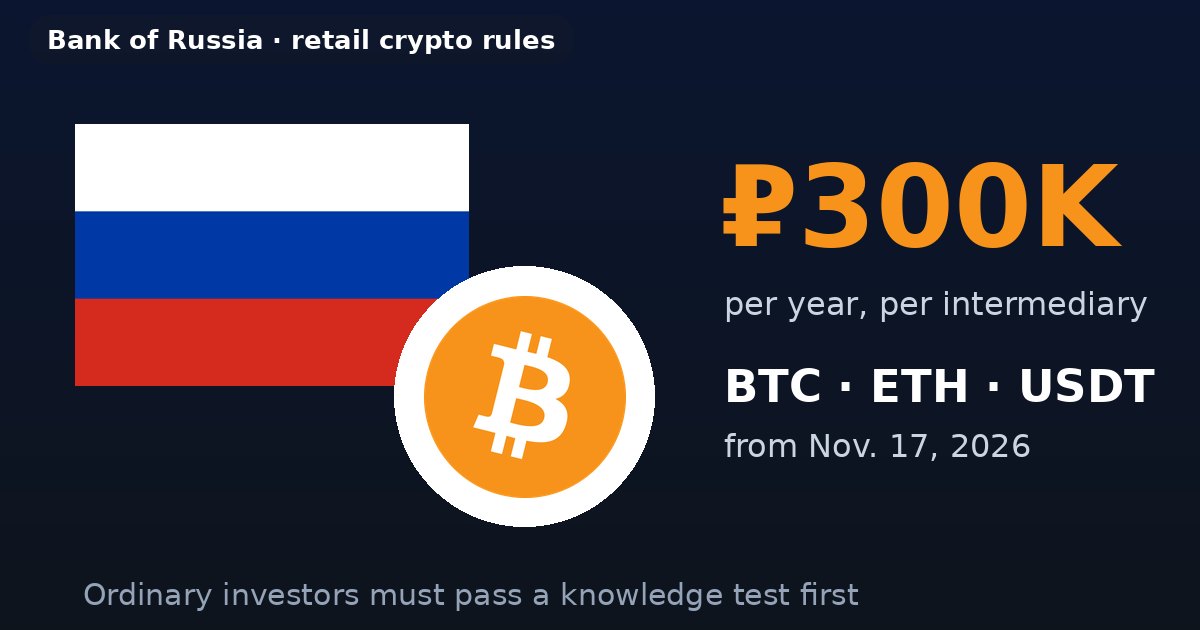 Bank of Russia · retail crypto rules
₽300K
per year, per intermediary
BTC · ETH · USDT
from Nov. 17, 2026
Ordinary investors must pass a knowledge test first